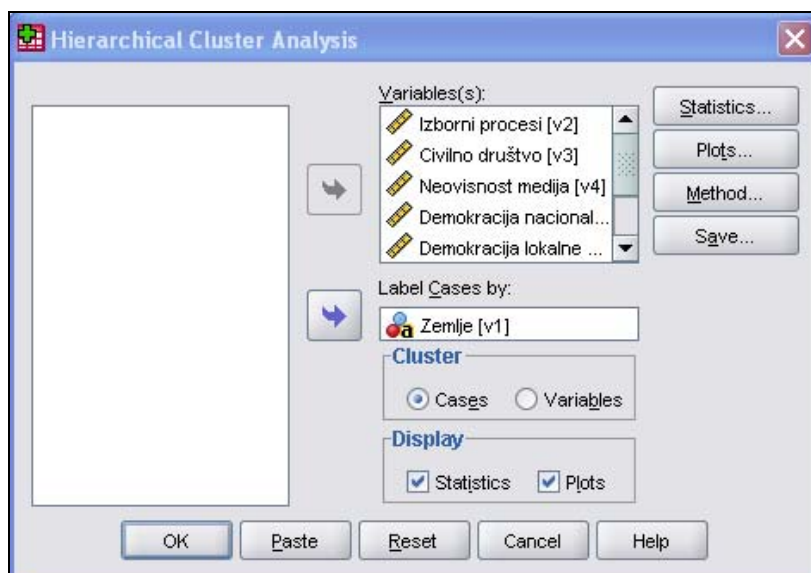 Hierarchical Cluster Analysis
Variables(s):
Izborni procesi [v2]
Civilno društvo [v3]
Neovisnost medija [v4]
Demokracija nacional...
Demokracija lokalne ...
Statistics...
Plots...
Method...
Save...
Label Cases by:
a Zemlje [v1]
Cluster
Cases Variables
Display
Statistics Plots
OK Paste Reset Cancel Help